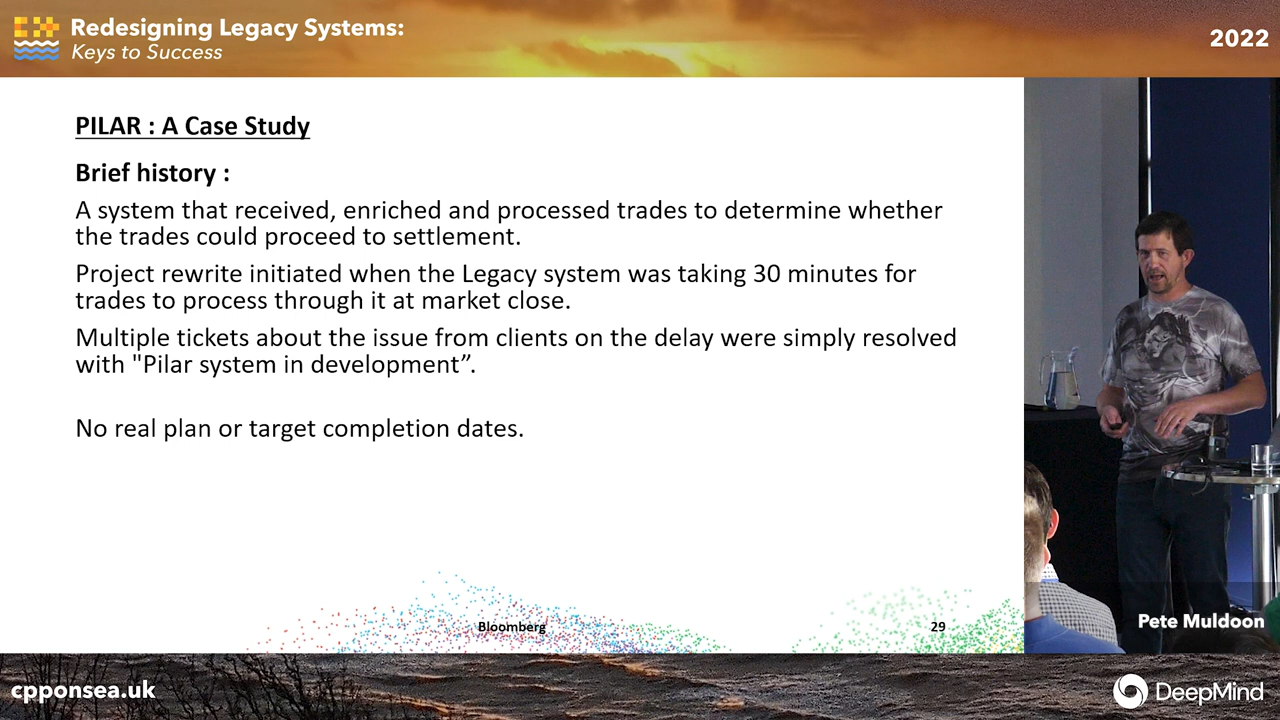 Redesigning Legacy Systems:
Keys to Success
2022
PILAR : A Case Study
Brief history :
A system that received, enriched and processed trades to determine whether
the trades could proceed to settlement.
Project rewrite initiated when the Legacy system was taking 30 minutes for
trades to process through it at market close.
Multiple tickets about the issue from clients on the delay were simply resolved
with "Pilar system in development”.
No real plan or target completion dates.
Bloomberg
29
Pete Muldoon
cpponsea.uk
DeepMind